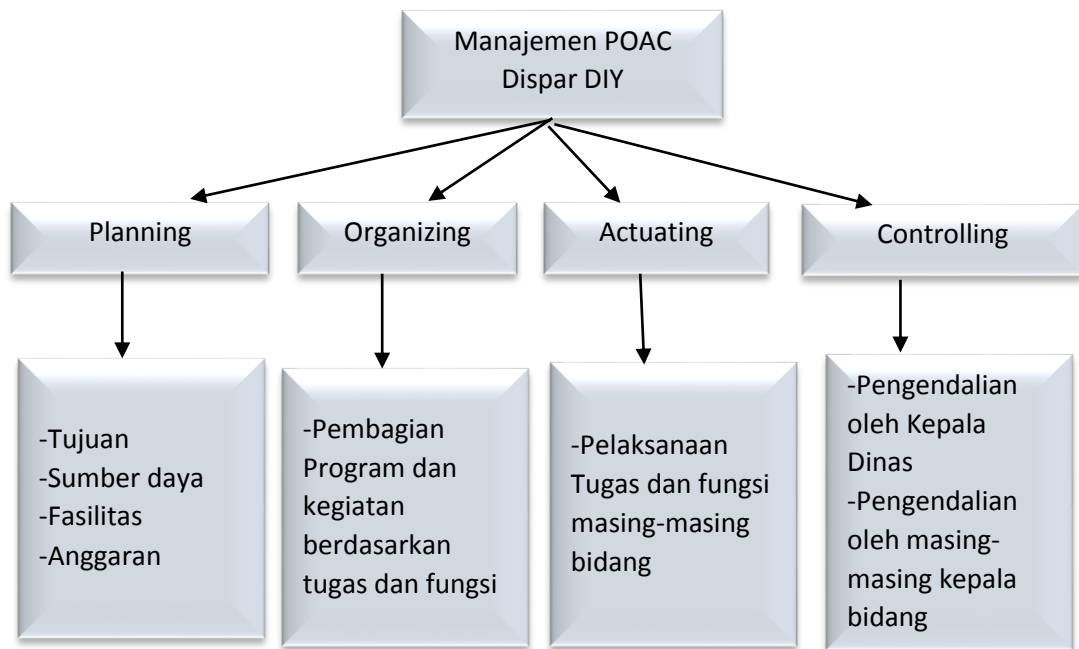 Manajemen POAC
Dispar DIY
Planning
Organizing
Actuating
Controlling
-Tujuan
-Sumber daya
-Fasilitas
-Anggaran
-Pembagian
Program dan
kegiatan
berdasarkan
tugas dan fungsi
-Pelaksanaan
Tugas dan fungsi
masing-masing
bidang
-Pengendalian
oleh Kepala
Dinas
-Pengendalian
oleh masing-
masing kepala
bidang